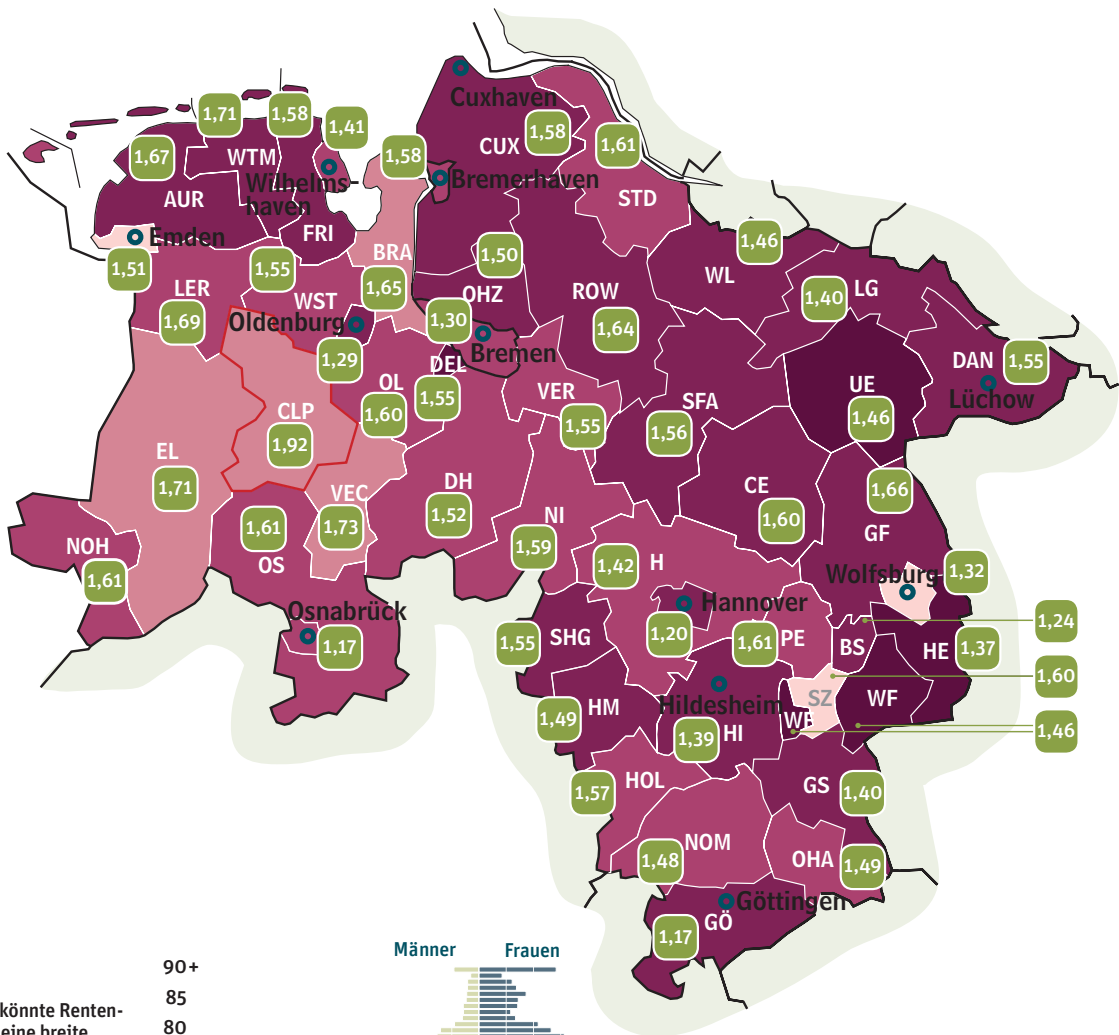 Cuxhaven
1,71
1,58
1,41
1,58
CUX
1,58
1,61
1,67
WTM
Wilhelms-
haven
Bremerhaven
AUR
STD
FRI
Emden
BRA
1,46
1,51
1,55
1,50
WL
LER
WST
1,65
OHZ
ROW
1,40
LG
1,69
Oldenburg
1,30
1,64
Bremen
DAN
1,55
1,29
DEL
OL
1,55
VER
UE
Lüchow
CLP
1,60
SFA
1,46
1,92
1,55
1,56
EL
1,71
VEC
DH
CE
1,66
1,61
1,73
1,52
NI
1,60
GF
NOH
OS
1,59
1,42
H
1,61
Wolfsburg
1,32
Osnabrück
Hannover
1,17
1,55
SHG
1,20
1,61
PE
BS
HE
1,37
1,24
1,60
Hildesheim
WF
SZ
WF
1,49
HM
1,39
HI
1,46
HOL
GS
1,57
1,40
NOM
1,48
OHA
1,49
Göttingen
GÖ
1,17
Männer
Frauen
90+
85
könnte Renten-
eine breite
80